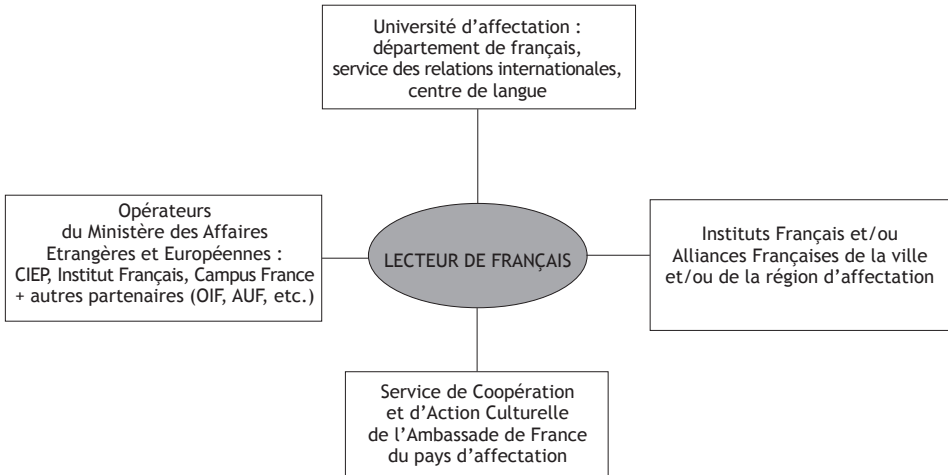 Université d’affectation :
département de français,
service des relations internationales,
centre de langue
Opérateurs
du Ministère des Affaires
Etrangères et Européennes :
CIEP, Institut Français, Campus France
+ autres partenaires (OIF, AUF, etc.)
LECTEUR DE FRANÇAIS
Instituts Français et/ou
Alliances Françaises de la ville
et/ou de la région d’affectation
Service de Coopération
et d’Action Culturelle
de l’Ambassade de France
du pays d’affectation